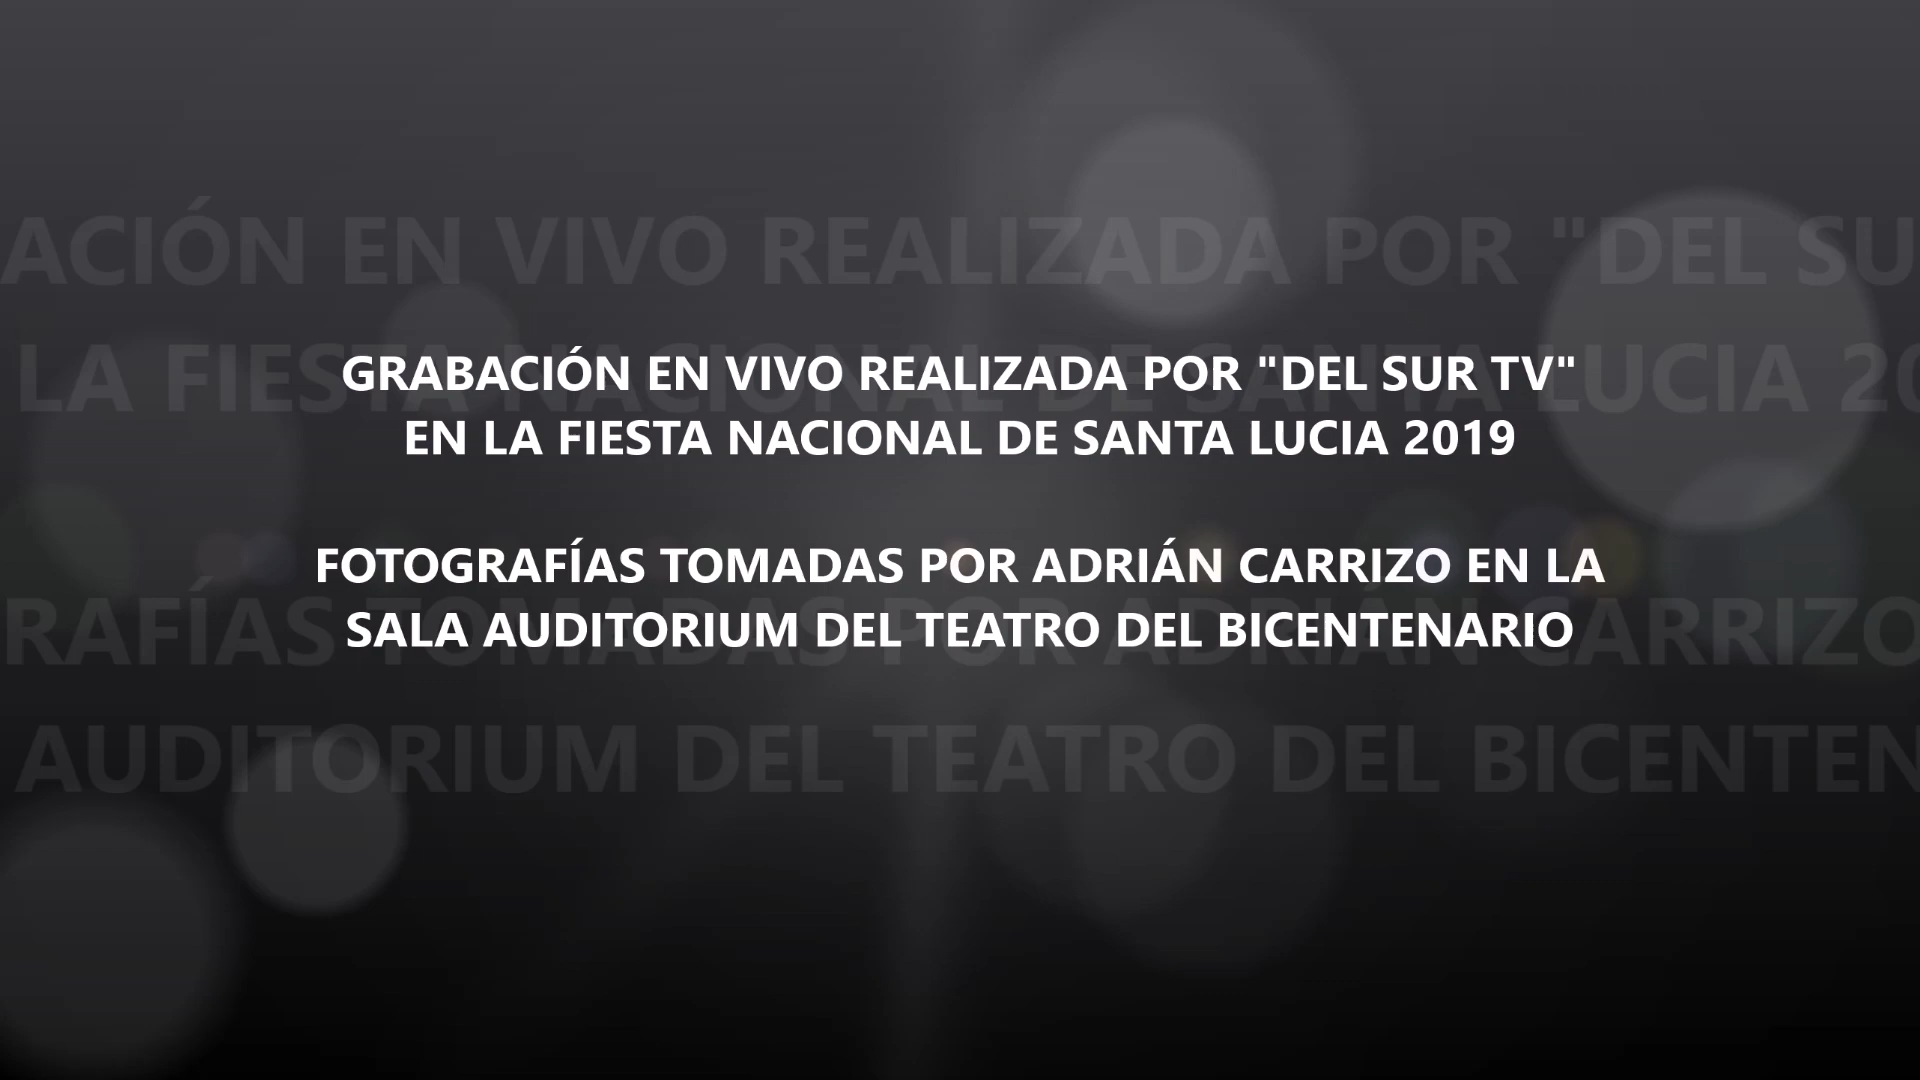 GRABACIÓN EN VIVO REALIZADA POR "DEL SUR TV"
EN LA FIESTA NACIONAL DE SANTA LUCIA 2019
FOTOGRAFÍAS TOMADAS POR ADRIÁN CARRIZO EN LA
SALA AUDITORIUM DEL TEATRO DEL BICENTENARIO